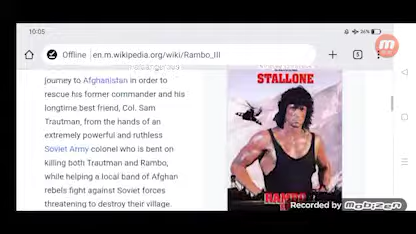 10:05
36%
Offline en.m.wikipedia.org/wiki/Rambo_III
5
journey to Afghanistan in order to
rescue his former commander and his
longtime best friend, Col. Sam
Trautman, from the hands of an
extremely powerful and ruthless
Soviet Army colonel who is bent on
killing both Trautman and Rambo,
while helping a local band of Afghan
rebels fight against Soviet forces
threatening to destroy their village.
STALLONE
RAMBO
Recorded by mobizen